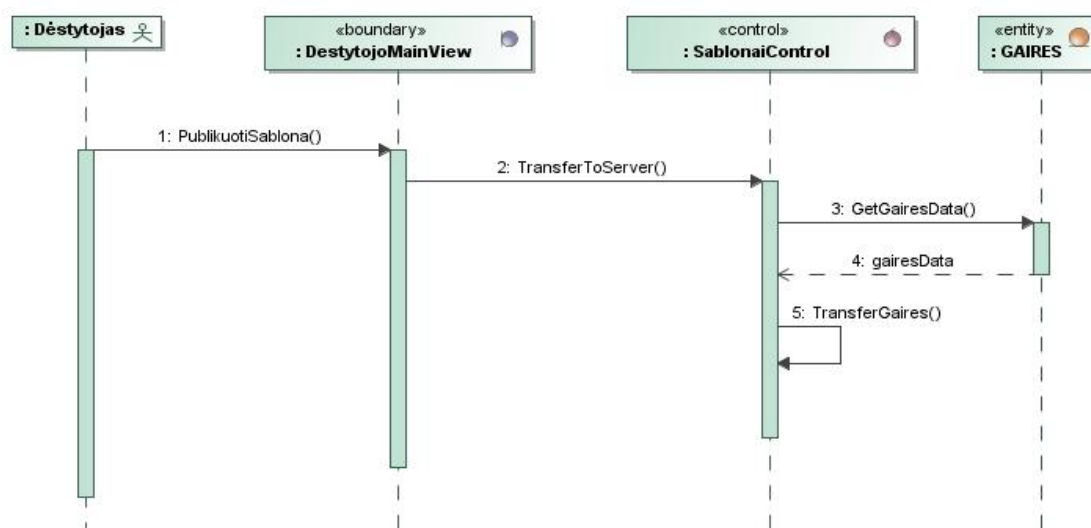 : Dėstytojas
«boundary»
: DestytojoMainView
«control»
: SablonaiControl
«entity»
: GAIRES
1: PublikuotiSablona()
2: TransferToServer()
3: GetGairesData()
4: gairesData
5: TransferGaires()